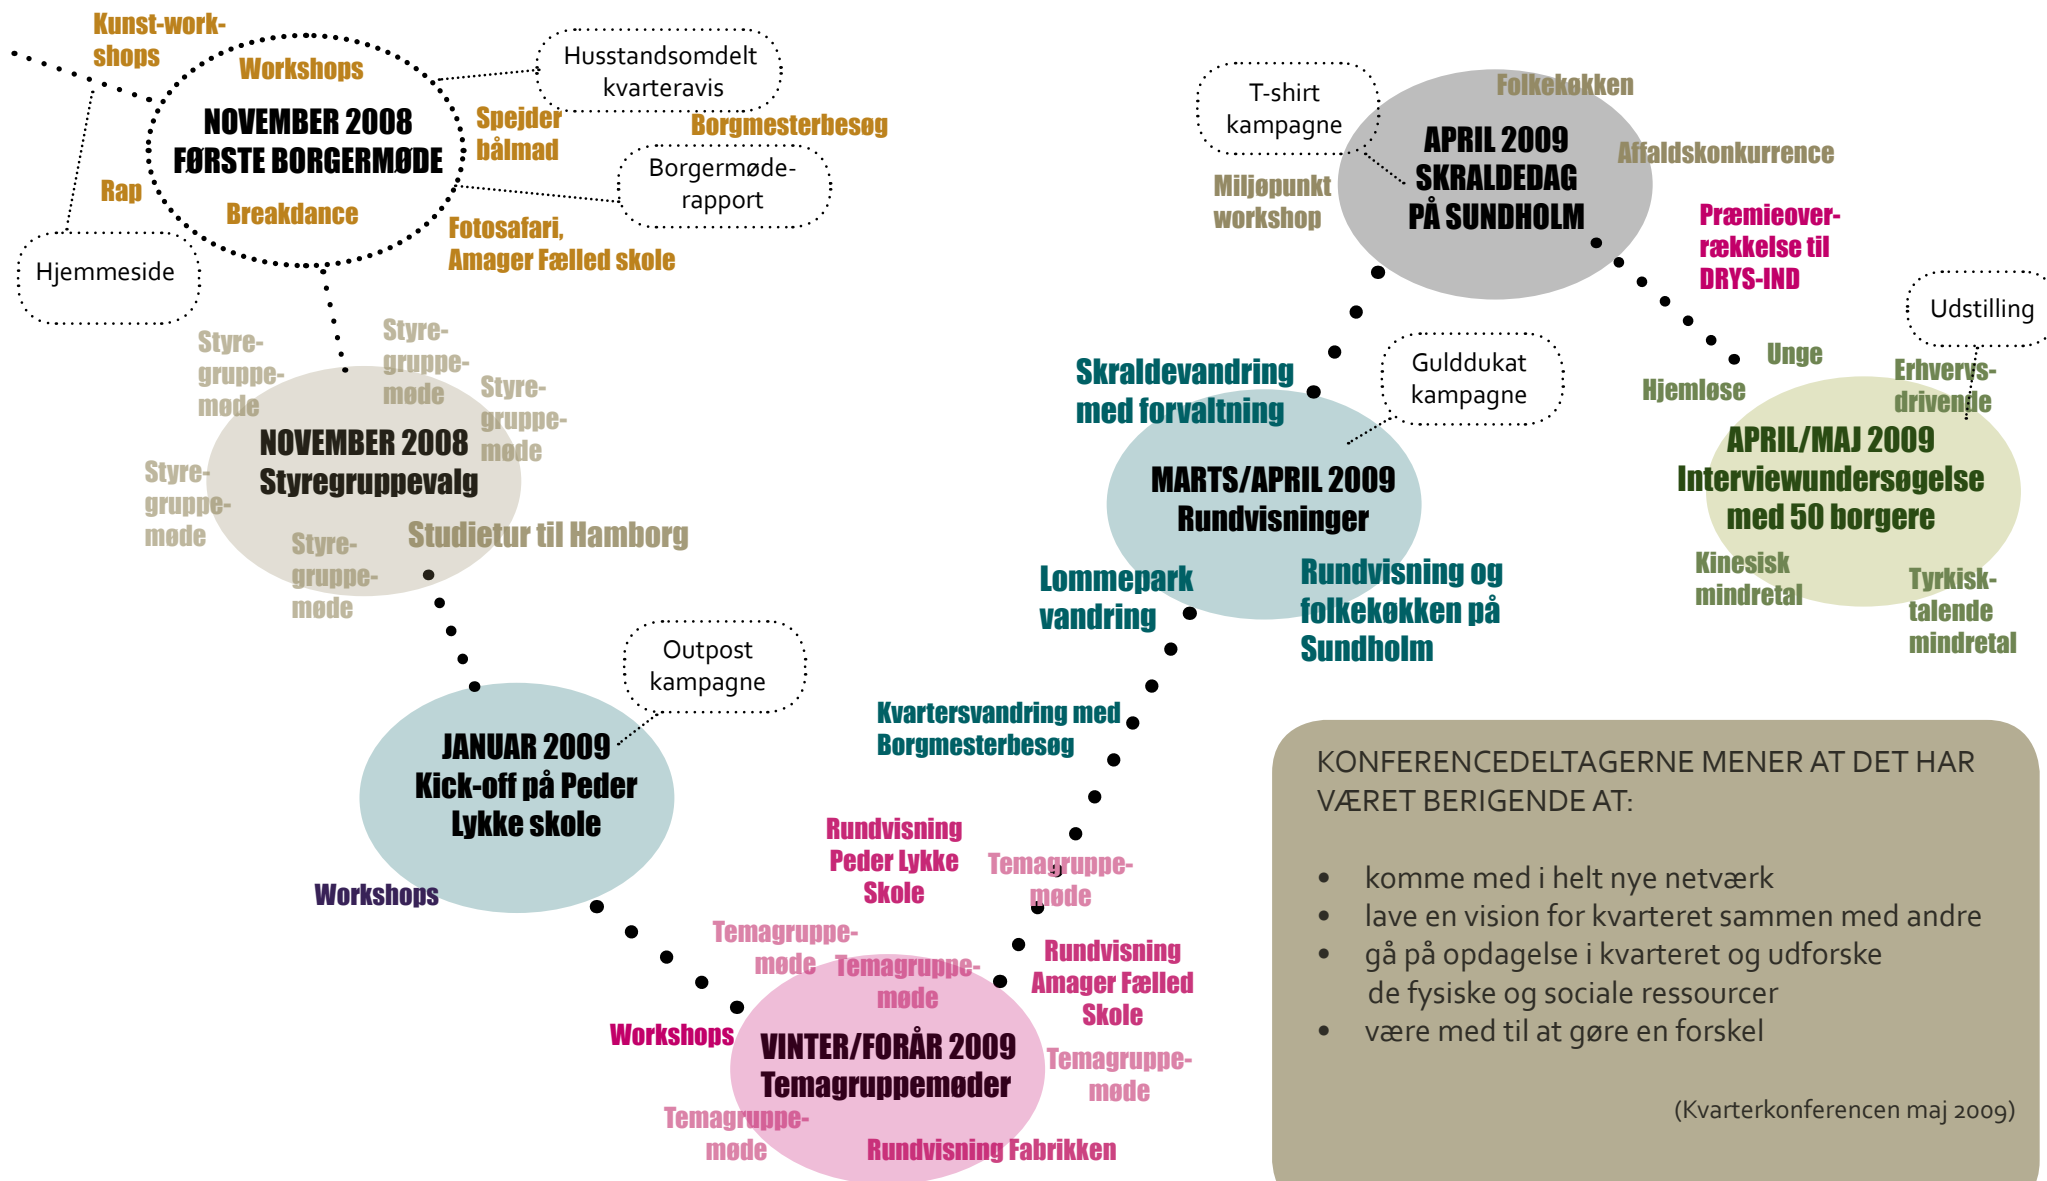 Kunst-work-
shops
Workshops
NOVEMBER 2008
FØRSTE BORGERMØDE
Rap
Breakdance
Hjemmeside
Husstandsomdelt
kvarteravis
Spejder
bålmad
Borgmesterbesøg
Borgermøde-
rapport
Fotosafari,
Amager Fælled skole
Styre-
gruppe-
møde
Styre-
gruppe-
møde
Styre-
gruppe-
møde
NOVEMBER 2008
Styregruppevalg
Styre-
gruppe-
møde
Styre-
gruppe-
møde
Studietur til Hamborg
Outpost
kampagne
JANUAR 2009
Kick-off på Peder
Lykke skole
Workshops
Workshops
Temagruppe-
møde
Temagruppe-
møde
VINTER/FORÅR 2009
Temagruppemøder
Temagruppe-
møde
Rundvisning Fabrikken
Temagruppe-
møde
Rundvisning
Amager Fælled
Skole
Temagruppe-
møde
Rundvisning
Peder Lykke
Skole
Kvartersvandring med
Borgmesterbesøg
Lommepark
vandring
Rundvisning og
folkekøkken på
Sundholm
MARTS/APRIL 2009
Rundvisninger
Skraldevandring
med forvaltning
Gulddukat
kampagne
T-shirt
kampagne
Miljøpunkt
workshop
Folkekøkken
APRIL 2009
SKRALDEDAG
PÅ SUNDHOLM
Affaldskonkurrence
Præmieover-
rækkelse til
DRYS-IND
Udstilling
Unge
Hjemløse
Erhvervs-
drivende
APRIL/MAJ 2009
Interviewundersøgelse
med 50 borgere
Kinesisk
mindretal
Tyrkisk-
talende
mindretal
KONFERENCEDELTAGERNE MENER AT DET HAR
VÆRET BERIGENDE AT:
• komme med i helt nye netværk
• lave en vision for kvarteret sammen med andre
• gå på opdagelse i kvarteret og udforske
de fysiske og sociale ressourcer
• være med til at gøre en forskel
(Kvarterkonferencen maj 2009)